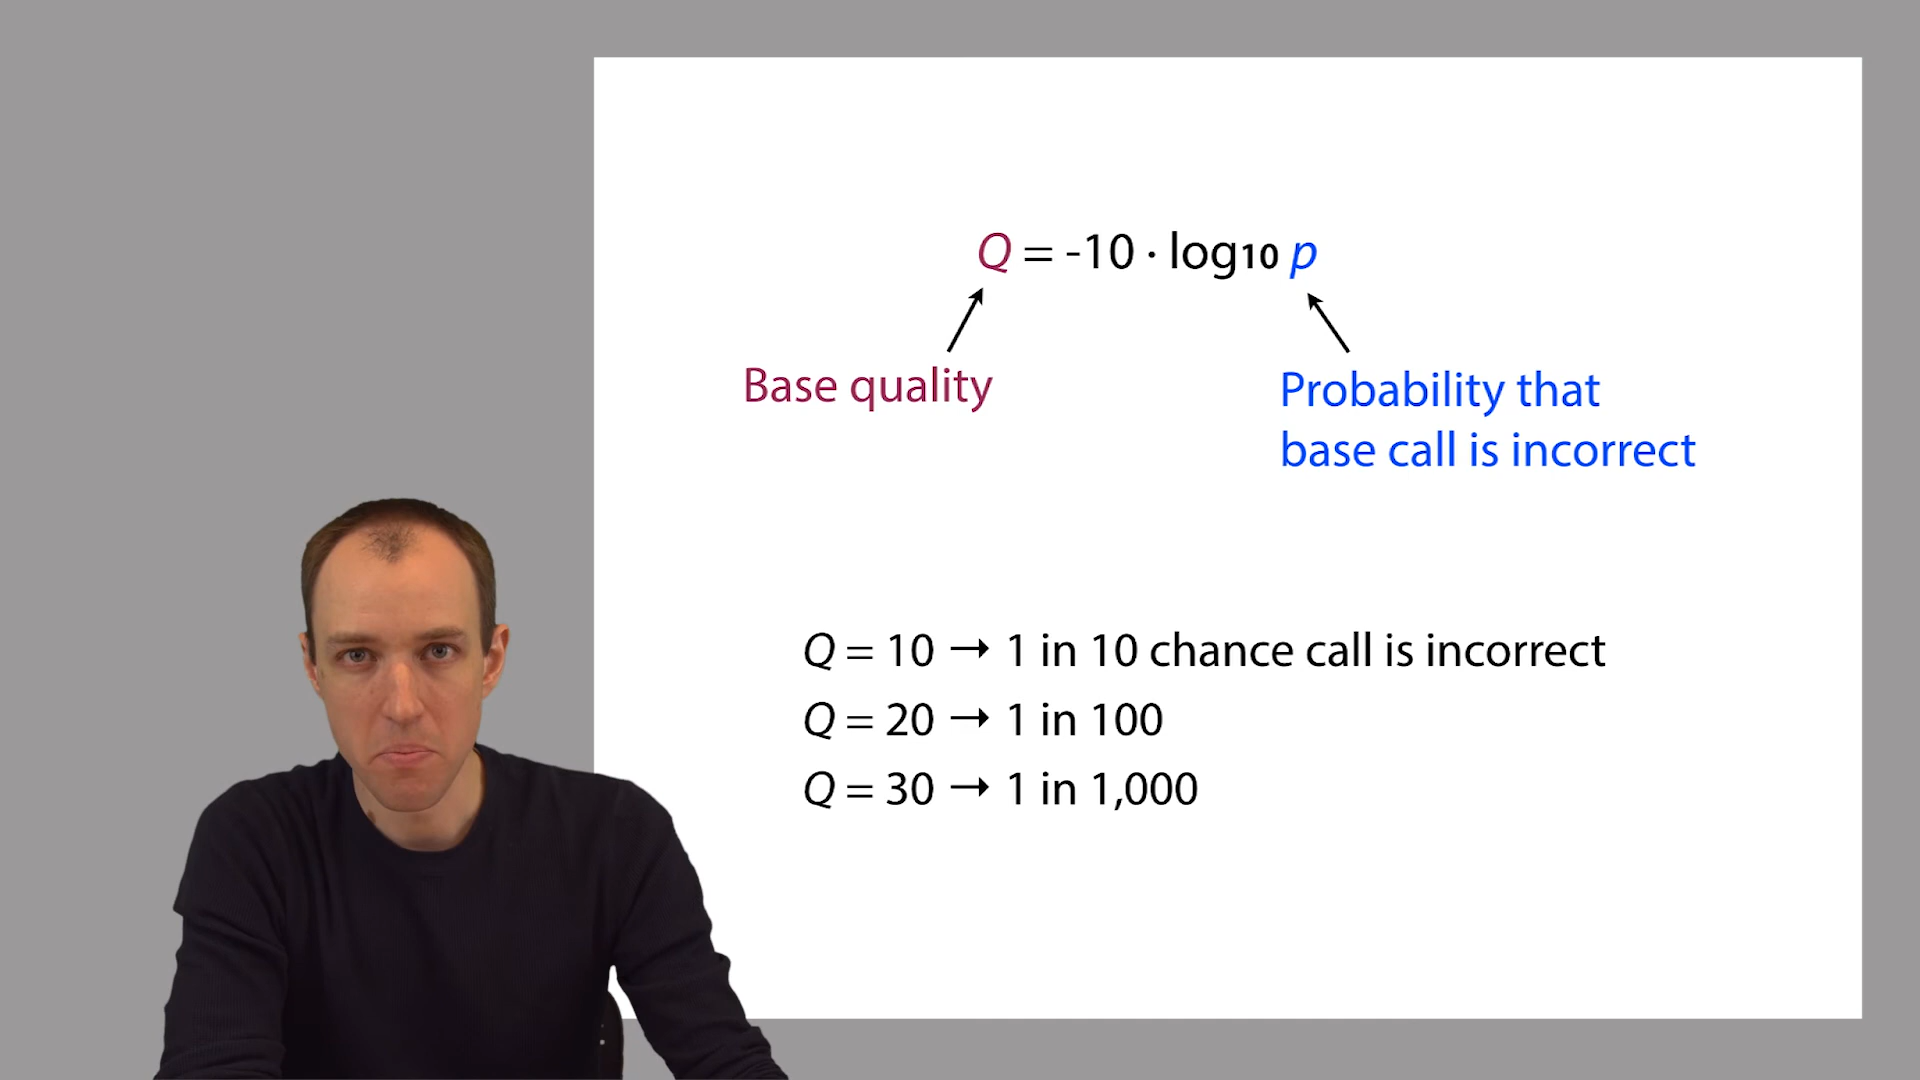 Q = -10 · log10 p
Base quality
Probability that
base call is incorrect
Q = 10 → 1 in 10 chance call is incorrect
Q = 20 → 1 in 100
Q = 30 → 1 in 1,000